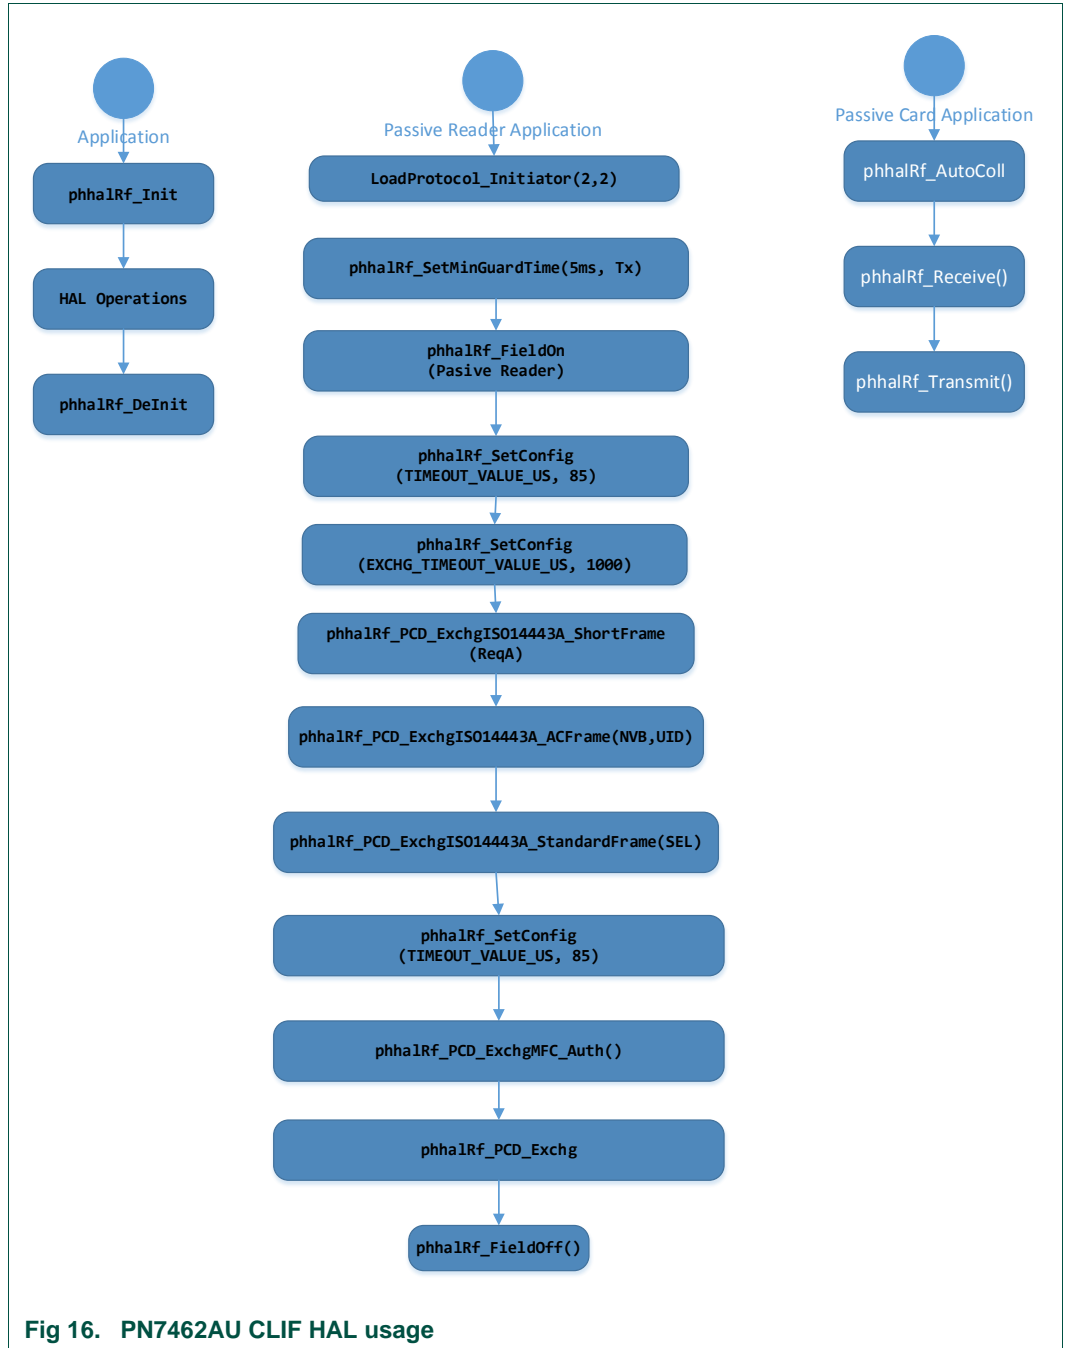 Application
phhalRf_Init
HAL Operations
phhalRf_DeInit
Passive Reader Application
LoadProtocol_Initiator(2,2)
phhalRf_SetMinGuardTime(5ms, Tx)
phhalRf_FieldOn
(Pasive Reader)
phhalRf_SetConfig
(TIMEOUT_VALUE_US, 85)
phhalRf_SetConfig
(EXCHG_TIMEOUT_VALUE_US, 1000)
phhalRf_PCD_ExchgISO14443A_ShortFrame
(ReqA)
phhalRf_PCD_ExchgISO14443A_ACFrame(NVB,UID)
phhalRf_PCD_ExchgISO14443A_StandardFrame(SEL)
phhalRf_SetConfig
(TIMEOUT_VALUE_US, 85)
phhalRf_PCD_ExchgMFC_Auth()
phhalRf_PCD_Exchg
phhalRf_FieldOff()
Passive Card Application
phhalRf_AutoColl
phhalRf_Receive()
phhalRf_Transmit()
Fig 16. PN7462AU CLIF HAL usage